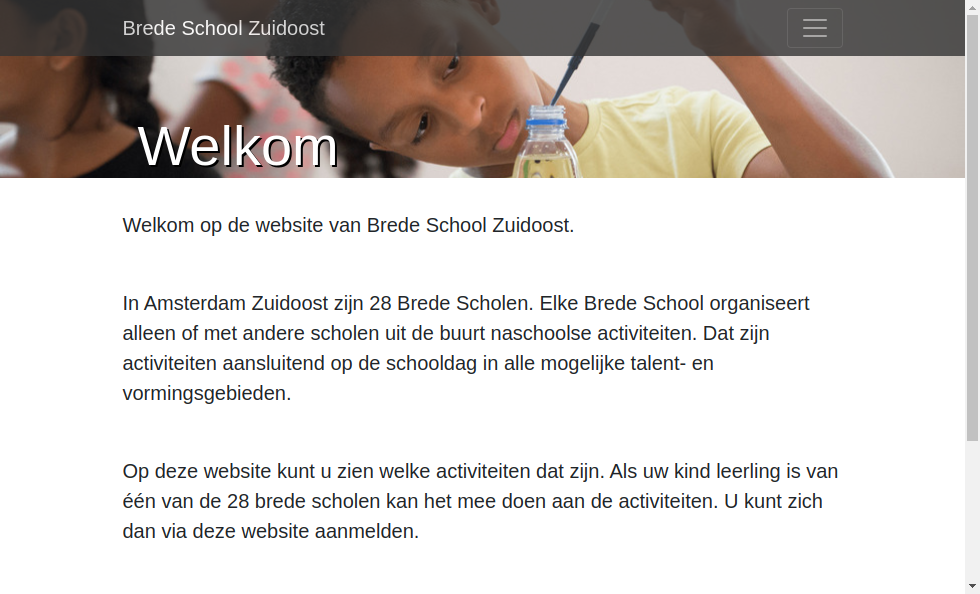 Brede School Zuidoost
Welkom
Welkom op de website van Brede School Zuidoost.
In Amsterdam Zuidoost zijn 28 Brede Scholen. Elke Brede School organiseert
alleen of met andere scholen uit de buurt naschoolse activiteiten. Dat zijn
activiteiten aansluitend op de schooldag in alle mogelijke talent- en
vormingsgebieden.
Op deze website kunt u zien welke activiteiten dat zijn. Als uw kind leerling is van
één van de 28 brede scholen kan het mee doen aan de activiteiten. U kunt zich
dan via deze website aanmelden.